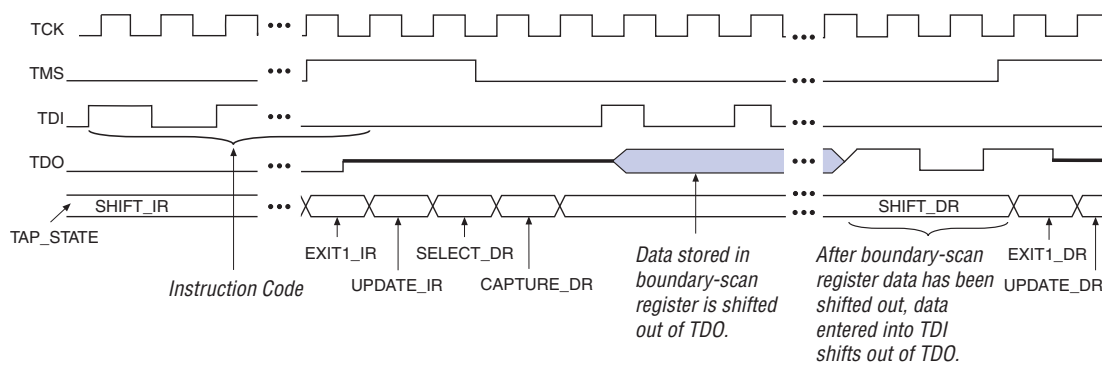 TCK
TMS
TDI
TDO
SHIFT_IR
SHIFT_DR
TAP_STATE
EXIT1_IR
SELECT_DR
EXIT1_DR
Instruction Code
UPDATE_IR
CAPTURE_DR
UPDATE_DR
Data stored in
boundary-scan
register is shifted
out of TDO.
After boundary-scan
register data has been
shifted out, data
entered into TDI
shifts out of TDO.